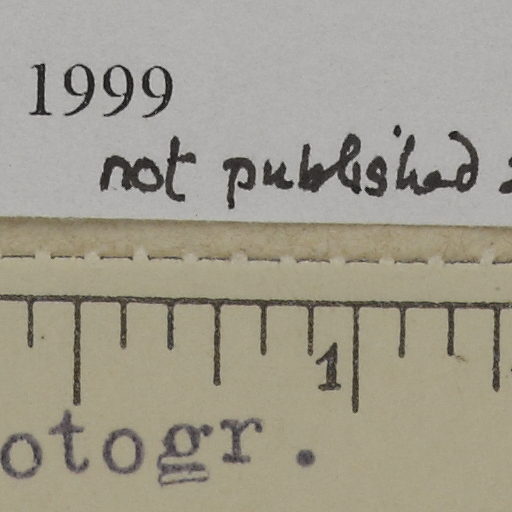 1999
not published
1
otogr.